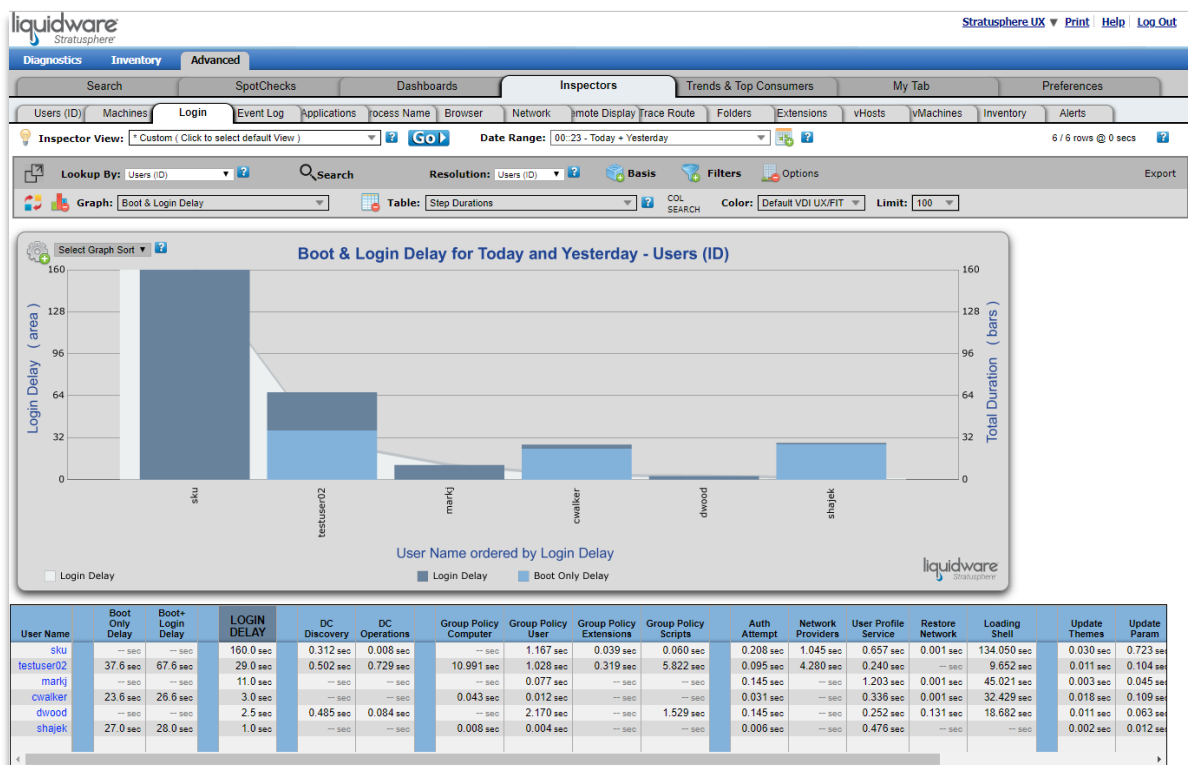 liquidware
Stratusphere
Stratusphere UX ▼ Print Help Log Out
Diagnostics Inventory Advanced
Search SpotChecks Dashboards Inspectors Trends & Top Consumers My Tab Preferences
Users (ID) Machines Login Event Log Applications rocess Name Browser Network emote Display Trace Route Folders Extensions vHosts vMachines Inventory Alerts
Inspector View: * Custom ( Click to select default View ) ? Go Date Range: 00::23 - Today + Yesterday ? 6 / 6 rows @ 0 secs ?
Lookup By: Users (ID) ? Search Resolution: Users (ID) ? Basis Filters Options Export
Graph: Boot & Login Delay Table: Step Durations ? COL SEARCH Color: Default VDI UX/FIT Limit: 100
Select Graph Sort ▼ ?
Boot & Login Delay for Today and Yesterday - Users (ID)
160 160
128 128
96 96
64 64
32 32
0 0
Login Delay ( area )
Total Duration ( bars )
sku testuser02 markj cwalker dwood shajek
User Name ordered by Login Delay
Login Delay Login Delay Boot Only Delay
liquidware
Stratusphere
User Name Boot Only Delay Boot+ Login Delay LOGIN DELAY DC Discovery DC Operations Group Policy Computer Group Policy User Group Policy Extensions Group Policy Scripts Auth Attempt Network Providers User Profile Service Restore Network Loading Shell Update Themes Update Param
sku -- sec -- sec 160.0 sec 0.312 sec 0.008 sec -- sec 1.167 sec 0.039 sec 0.060 sec 0.208 sec 1.045 sec 0.657 sec 0.001 sec 134.050 sec 0.030 sec 0.723 sec
testuser02 37.6 sec 67.6 sec 29.0 sec 0.502 sec 0.729 sec 10.991 sec 1.028 sec 0.319 sec 5.822 sec 0.095 sec 4.280 sec 0.240 sec -- sec 9.652 sec 0.011 sec 0.104 sec
markj -- sec -- sec 11.0 sec -- sec -- sec -- sec 0.077 sec -- sec -- sec 0.145 sec -- sec 1.203 sec 0.001 sec 45.021 sec 0.003 sec 0.045 sec
cwalker 23.6 sec 26.6 sec 3.0 sec -- sec -- sec 0.043 sec 0.012 sec -- sec -- sec 0.031 sec -- sec 0.336 sec 0.001 sec 32.429 sec 0.018 sec 0.109 sec
dwood -- sec -- sec 2.5 sec 0.485 sec 0.084 sec -- sec 2.170 sec -- sec 1.529 sec 0.145 sec -- sec 0.252 sec 0.131 sec 18.682 sec 0.011 sec 0.063 sec
shajek 27.0 sec 28.0 sec 1.0 sec -- sec -- sec 0.008 sec 0.004 sec -- sec -- sec 0.006 sec -- sec 0.476 sec -- sec -- sec 0.002 sec 0.012 sec